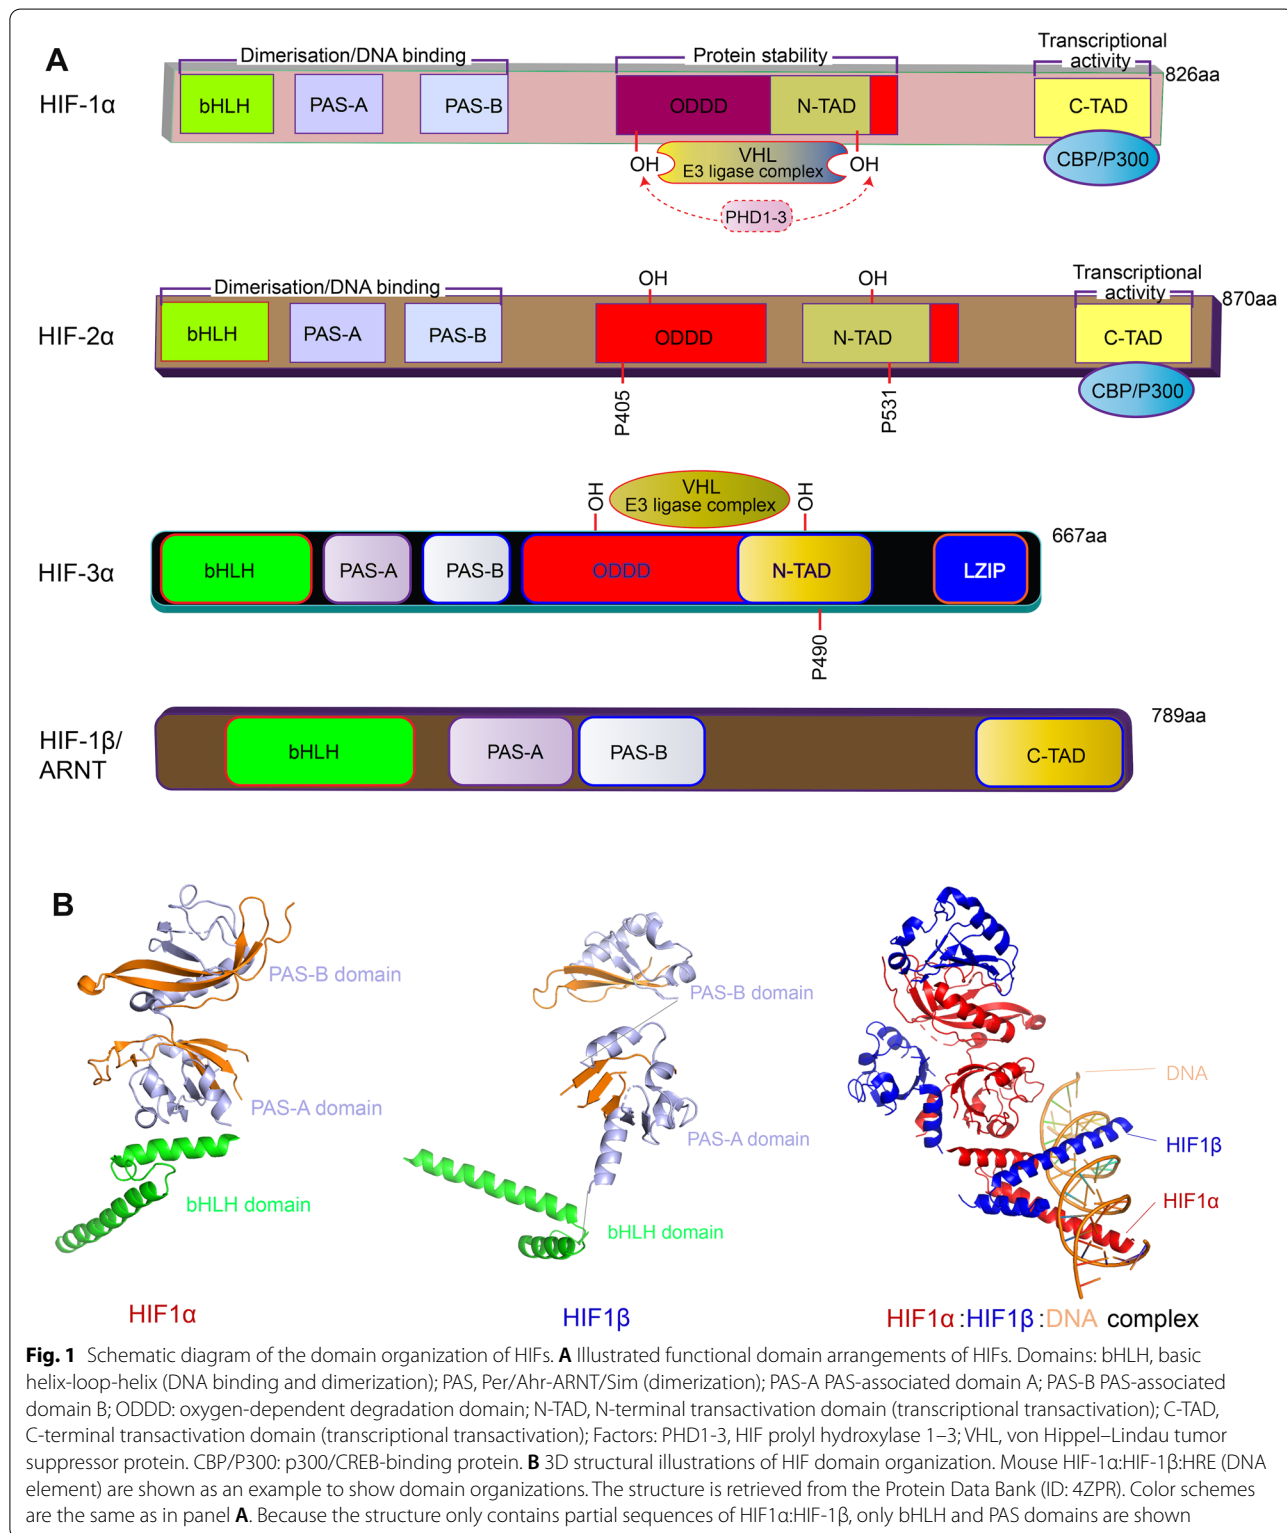 A
Dimerisation/DNA binding
Protein stability
Transcriptional
activity
826aa
HIF-1α
bHLH
PAS-A
PAS-B
ODDD
N-TAD
C-TAD
OH
VHL
E3 ligase complex
OH
CBP/P300
PHD1-3
Dimerisation/DNA binding
OH
OH
Transcriptional
activity
870aa
HIF-2α
bHLH
PAS-A
PAS-B
ODDD
N-TAD
C-TAD
CBP/P300
P405
P531
OH
VHL
E3 ligase complex
OH
667aa
HIF-3α
bHLH
PAS-A
PAS-B
ODDD
N-TAD
LZIP
P490
789aa
HIF-1β/
ARNT
bHLH
PAS-A
PAS-B
C-TAD
B
PAS-B domain
PAS-A domain
bHLH domain
HIF1α
PAS-B domain
PAS-A domain
bHLH domain
HIF1β
DNA
HIF1β
HIF1α
HIF1α:HIF1β:DNA complex
Fig. 1 Schematic diagram of the domain organization of HIFs. A Illustrated functional domain arrangements of HIFs. Domains: bHLH, basic
helix-loop-helix (DNA binding and dimerization); PAS, Per/Ahr-ARNT/Sim (dimerization); PAS-A PAS-associated domain A; PAS-B PAS-associated
domain B; ODDD: oxygen-dependent degradation domain; N-TAD, N-terminal transactivation domain (transcriptional transactivation); C-TAD,
C-terminal transactivation domain (transcriptional transactivation); Factors: PHD1-3, HIF prolyl hydroxylase 1–3; VHL, von Hippel–Lindau tumor
suppressor protein. CBP/P300: p300/CREB-binding protein. B 3D structural illustrations of HIF domain organization. Mouse HIF-1α:HIF-1β:HRE (DNA
element) are shown as an example to show domain organizations. The structure is retrieved from the Protein Data Bank (ID: 4ZPR). Color schemes
are the same as in panel A. Because the structure only contains partial sequences of HIF1α:HIF-1β, only bHLH and PAS domains are shown